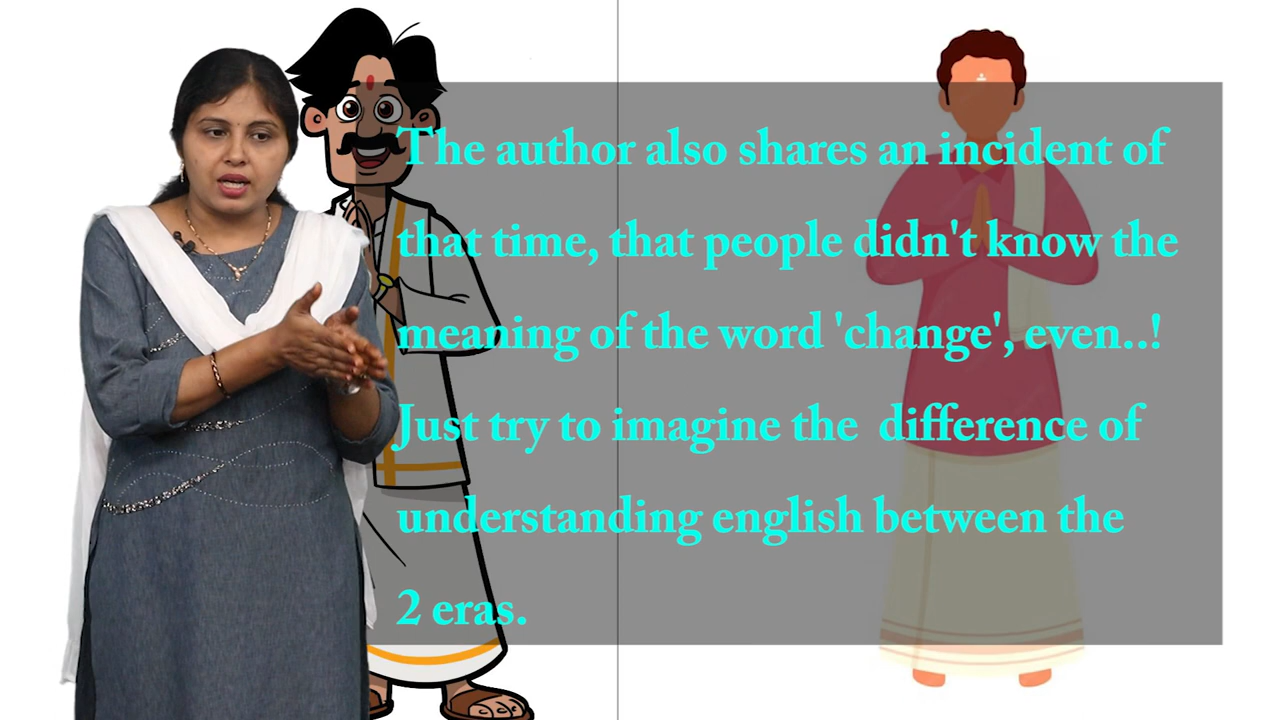 The author also shares an incident of
that time, that people didn't know the
meaning of the word 'change', even..!
Just try to imagine the difference of
understanding english between the
2 eras.